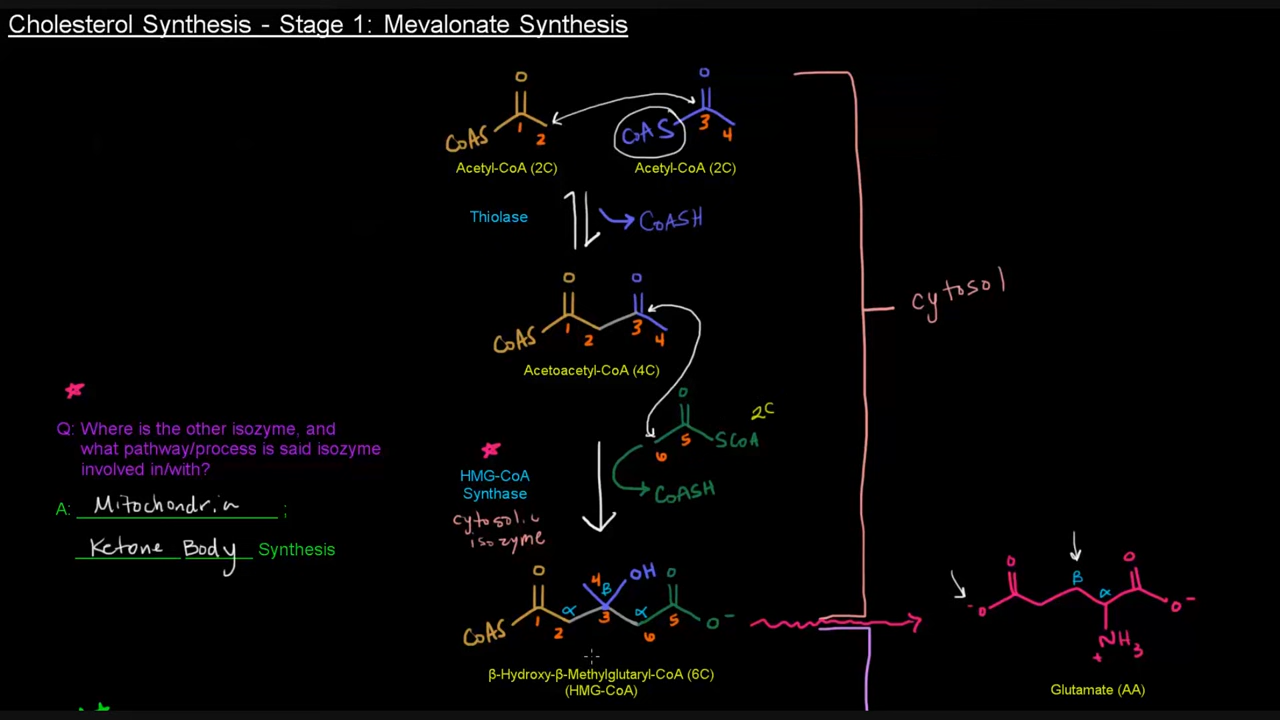 Cholesterol Synthesis - Stage 1: Mevalonate Synthesis
O
O
CoAS
1
2
CoAS
3
4
Acetyl-CoA (2C)
Acetyl-CoA (2C)
Thiolase
CoASH
O
O
CoAS
1
2
3
4
Acetoacetyl-CoA (4C)
cytosol
O
2C
5
SCoA
6
CoASH
HMG-CoA
Synthase
cytosolic
isozyme
Q: Where is the other isozyme, and
what pathway/process is said isozyme
involved in/with?
A: Mitochondria ;
Ketone Body Synthesis
O
4
β
OH
O
CoAS
1
2
α
3
α
6
5
O-
β-Hydroxy-β-Methylglutaryl-CoA (6C)
(HMG-CoA)
O
β
α
O
-O
O-
NH3
+
Glutamate (AA)